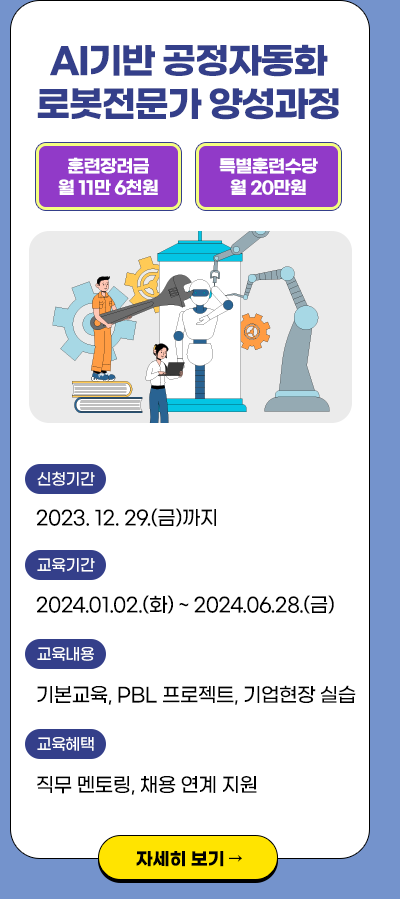 AI기반 공정자동화
로봇전문가 양성과정
훈련장려금
월 11만 6천원
특별훈련수당
월 20만원
신청기간
2023. 12. 29.(금)까지
교육기간
2024.01.02.(화) ~ 2024.06.28.(금)
교육내용
기본교육, PBL 프로젝트, 기업현장 실습
교육혜택
직무 멘토링, 채용 연계 지원
자세히 보기 →